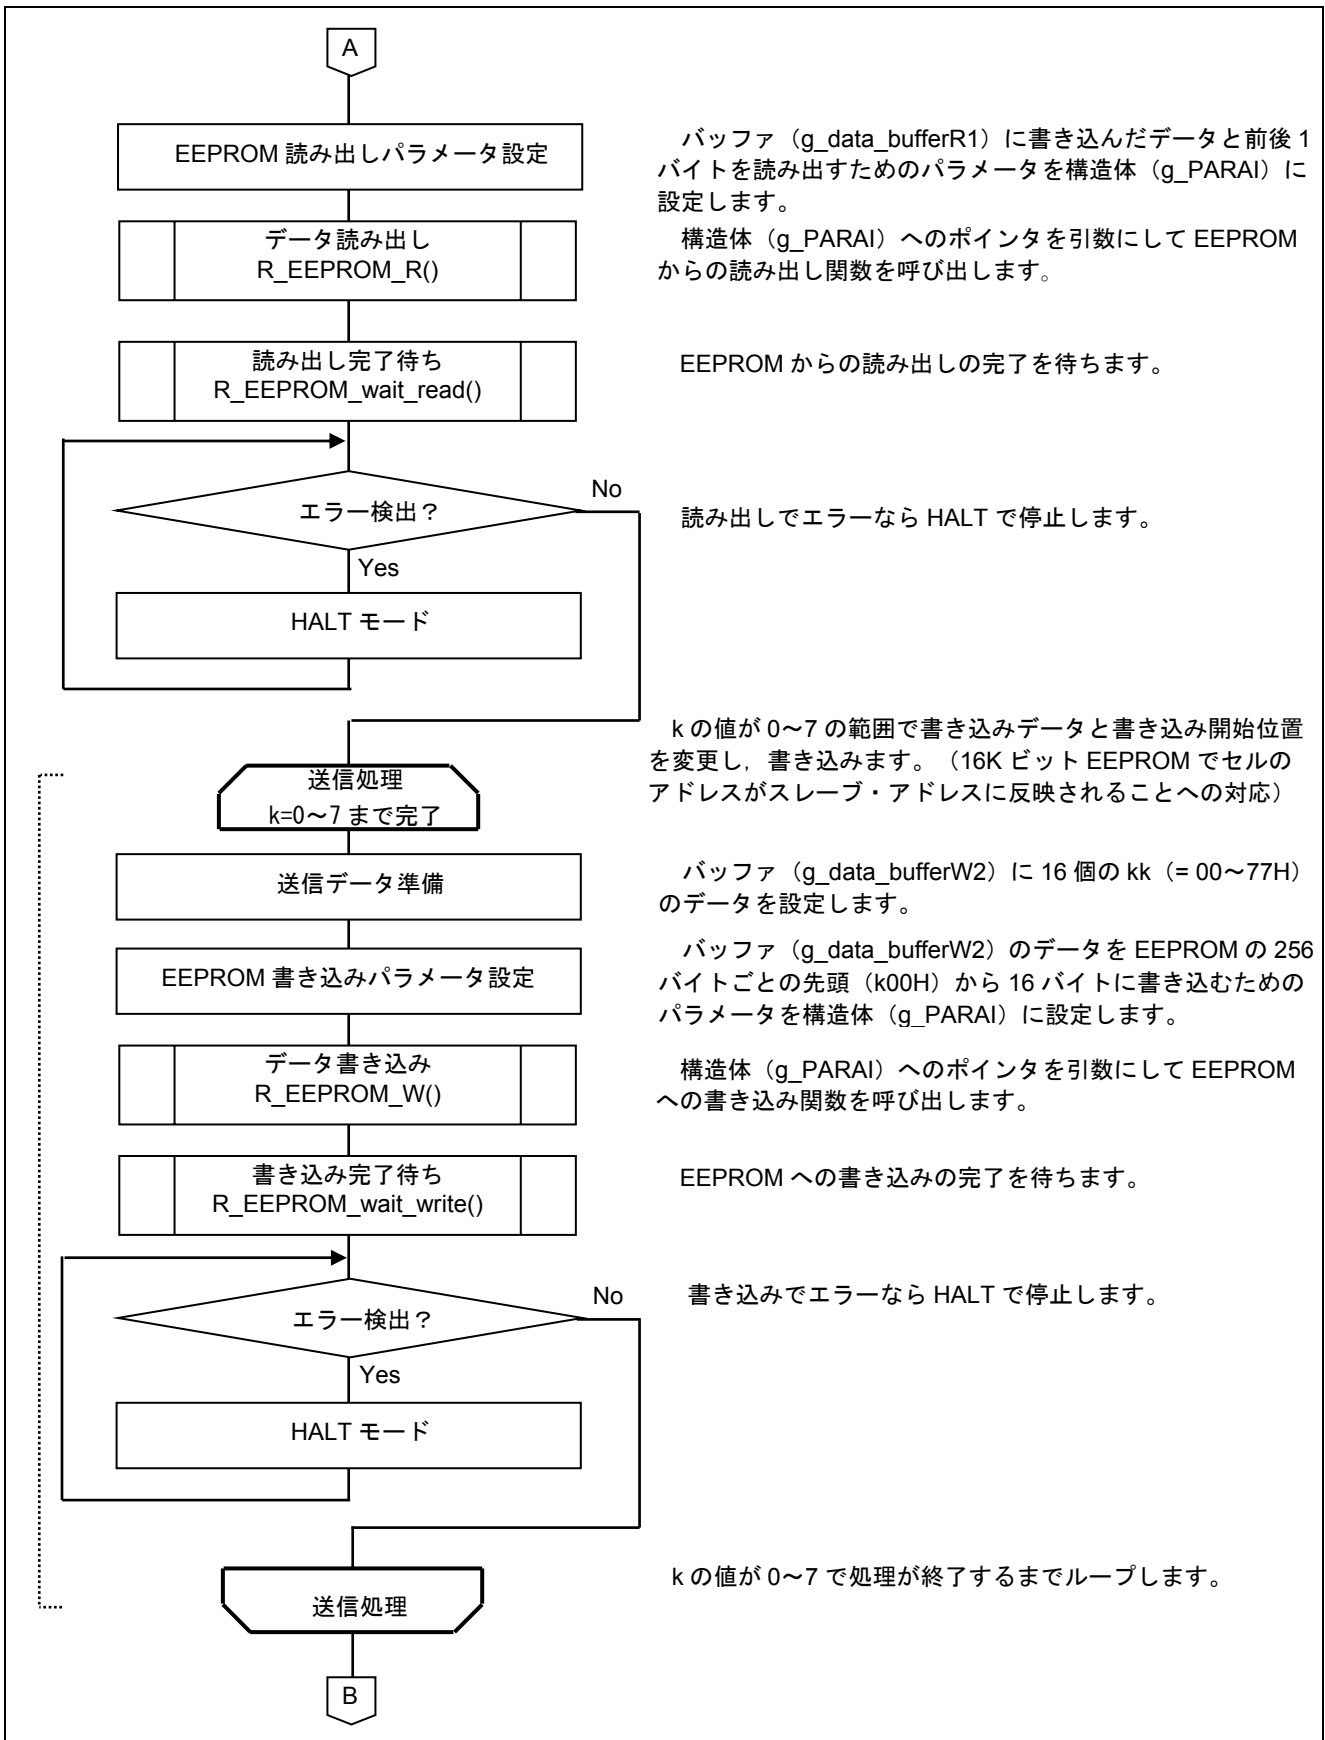 A
EEPROM 読み出しパラメータ設定
バッファ(g_data_bufferR1)に書き込んだデータと前後 1
バイトを読み出すためのパラメータを構造体(g_PARAI)に
設定します。
データ読み出し
R_EEPROM_R()
構造体(g_PARAI)へのポインタを引数にして EEPROM
からの読み出し関数を呼び出します。
読み出し完了待ち
R_EEPROM_wait_read()
EEPROM からの読み出しの完了を待ちます。
エラー検出?
No
読み出しでエラーなら HALT で停止します。
Yes
HALT モード
k の値が 0~7 の範囲で書き込みデータと書き込み開始位置
を変更し,書き込みます。(16K ビット EEPROM でセルの
アドレスがスレーブ・アドレスに反映されることへの対応)
送信処理
k=0~7 まで完了
送信データ準備
バッファ(g_data_bufferW2)に 16 個の kk(= 00~77H)
のデータを設定します。
EEPROM 書き込みパラメータ設定
バッファ(g_data_bufferW2)のデータを EEPROM の 256
バイトごとの先頭(k00H)から 16 バイトに書き込むための
パラメータを構造体(g_PARAI)に設定します。
データ書き込み
R_EEPROM_W()
構造体(g_PARAI)へのポインタを引数にして EEPROM
への書き込み関数を呼び出します。
書き込み完了待ち
R_EEPROM_wait_write()
EEPROM への書き込みの完了を待ちます。
エラー検出?
No
書き込みでエラーなら HALT で停止します。
Yes
HALT モード
送信処理
k の値が 0~7 で処理が終了するまでループします。
B